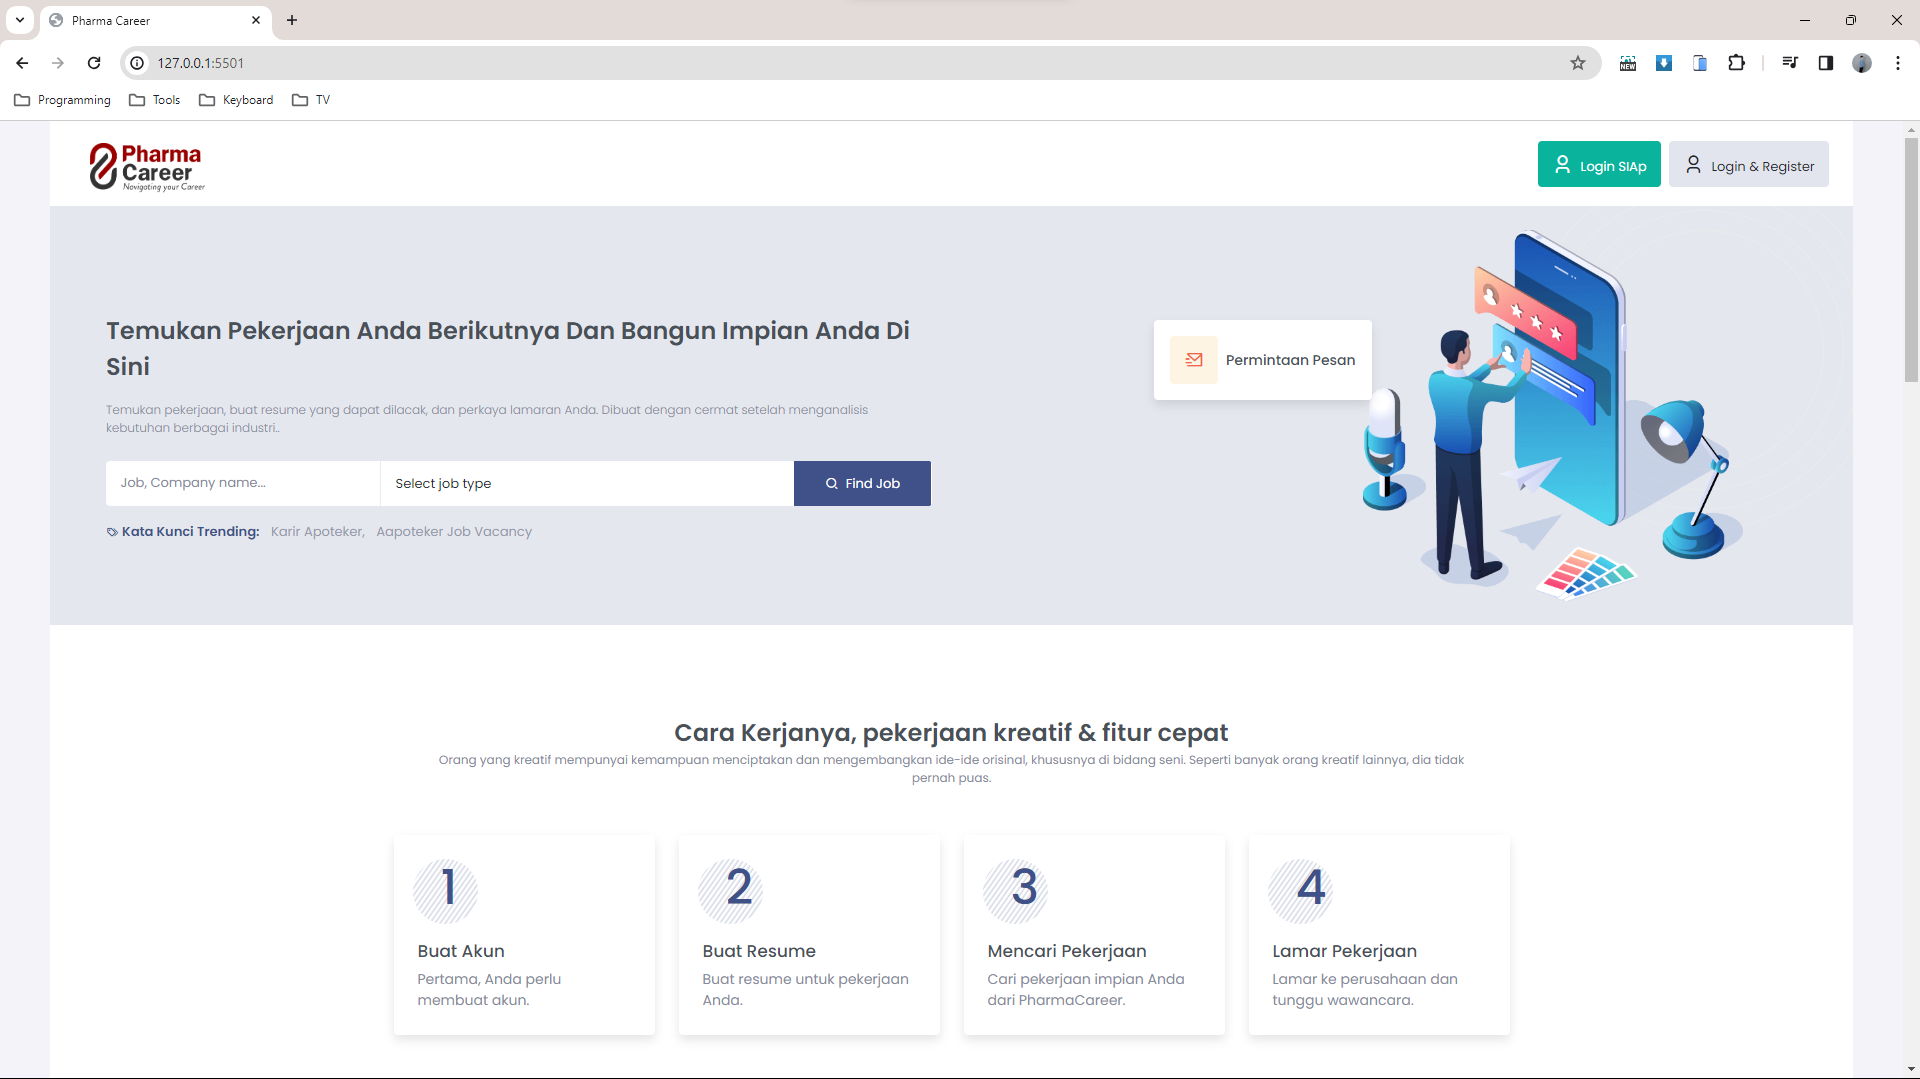 Pharma Career
127.0.0.1:5501
NEW
Programming
Tools
Keyboard
TV
Pharma
Career
Navigating your Career
Login SIAp
Login & Register
Temukan Pekerjaan Anda Berikutnya Dan Bangun Impian Anda Di
Sini
Temukan pekerjaan, buat resume yang dapat dilacak, dan perkaya lamaran Anda. Dibuat dengan cermat setelah menganalisis
kebutuhan berbagai industri..
Job, Company name...
Select job type
Find Job
Kata Kunci Trending: Karir Apoteker, Aapoteker Job Vacancy
Permintaan Pesan
Cara Kerjanya, pekerjaan kreatif & fitur cepat
Orang yang kreatif mempunyai kemampuan menciptakan dan mengembangkan ide-ide orisinal, khususnya di bidang seni. Seperti banyak orang kreatif lainnya, dia tidak
pernah puas.
1
Buat Akun
Pertama, Anda perlu
membuat akun.
2
Buat Resume
Buat resume untuk pekerjaan
Anda.
3
Mencari Pekerjaan
Cari pekerjaan impian Anda
dari PharmaCareer.
4
Lamar Pekerjaan
Lamar ke perusahaan dan
tunggu wawancara.